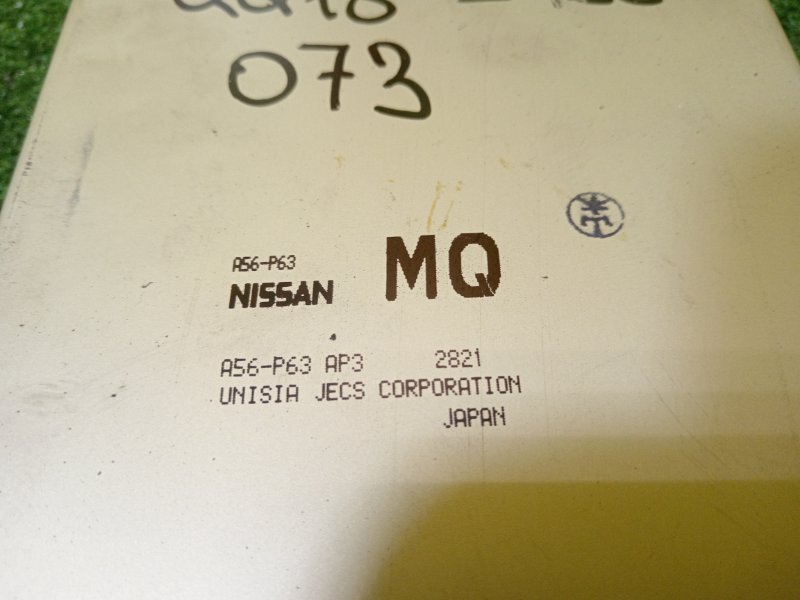 073
A56-P63
NISSAN MQ
A56-P63 AP3 2821
UNISIA JECS CORPORATION
JAPAN